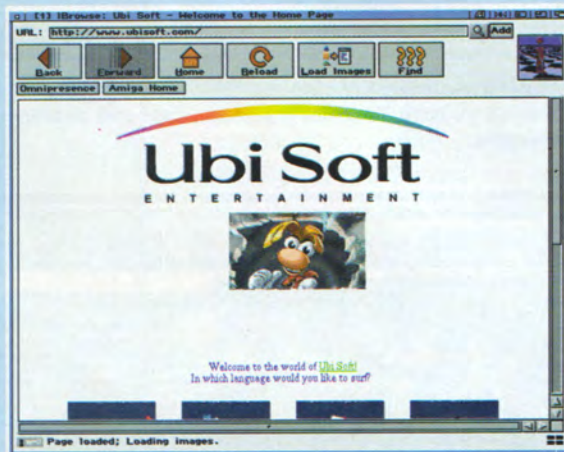 [1] IBrowse: Ubi Soft - Welcome to the Home Page
URL: http://www.ubisoft.com/
Add
Back
Forward
Home
Reload
Load Images
Find
Omnipresence
Amiga Home
Ubi Soft
ENTERTAINMENT
Welcome to the world of Ubi Soft!
In which language would you like to surf?
Page loaded; Loading images.